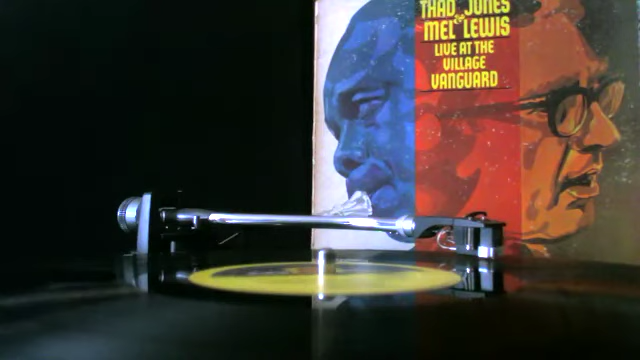 THAD JONES
& MEL LEWIS
LIVE AT THE
VILLAGE
VANGUARD